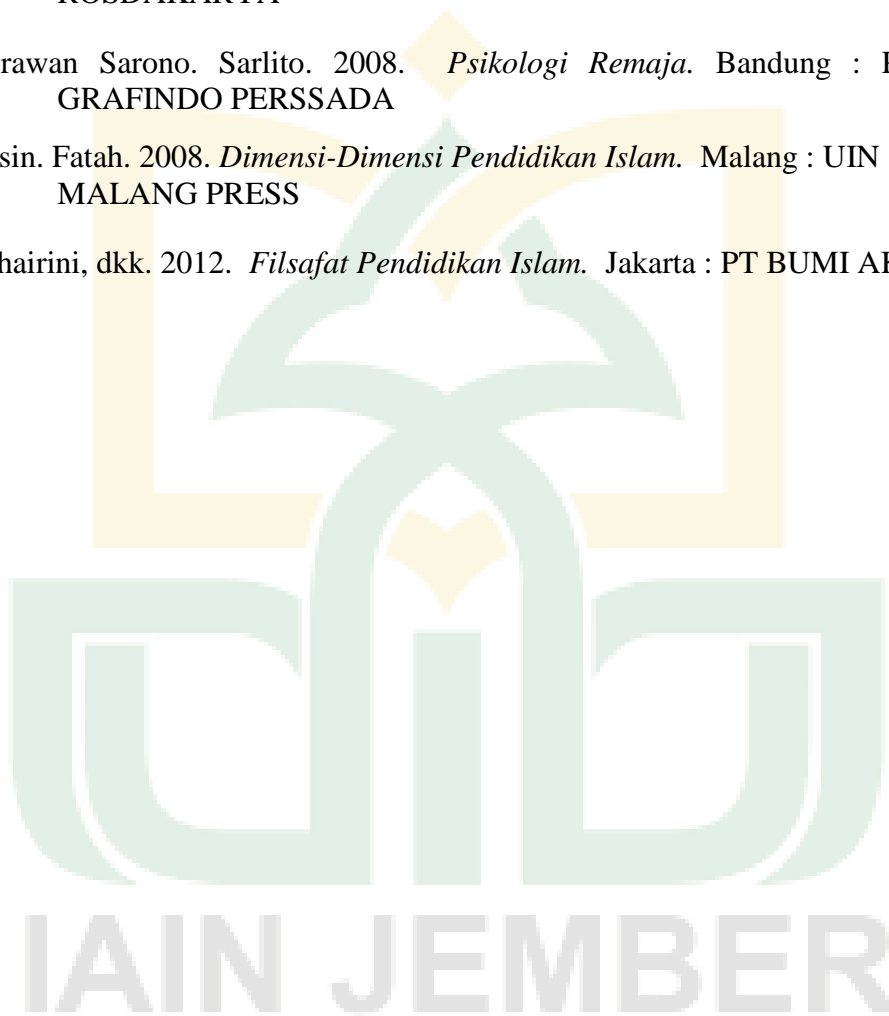 ROSDAKARYA
rawan Sarono. Sarlito. 2008. Psikologi Remaja. Bandung :
GRAFINDO PERSSADA
sin. Fatah. 2008. Dimensi-Dimensi Pendidikan Islam. Malang : UIN
MALANG PRESS
hairini, dkk. 2012. Filsafat Pendidikan Islam. Jakarta : PT BUMI
IAIN JEMBER